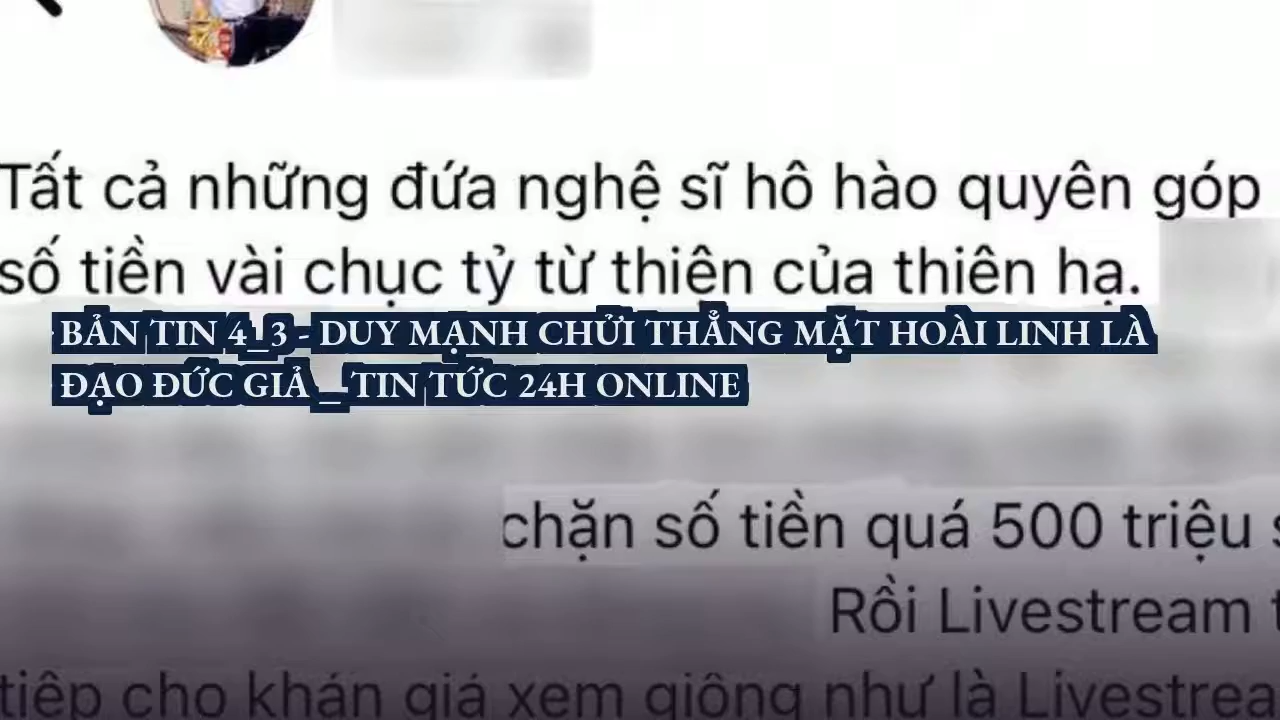 Tất cả những đứa nghệ sĩ hô hào quyên góp
số tiền vài chục tỷ từ thiện của thiên hạ.
BẢN TIN 4_3 - DUY MẠNH CHỬI THẲNG MẶT HOÀI LINH LÀ
ĐẠO ĐỨC GIẢ _ TIN TỨC 24H ONLINE
chặn số tiền quá 500 triệu
Rồi Livestream
tiếp cho khán giả xem giống như là